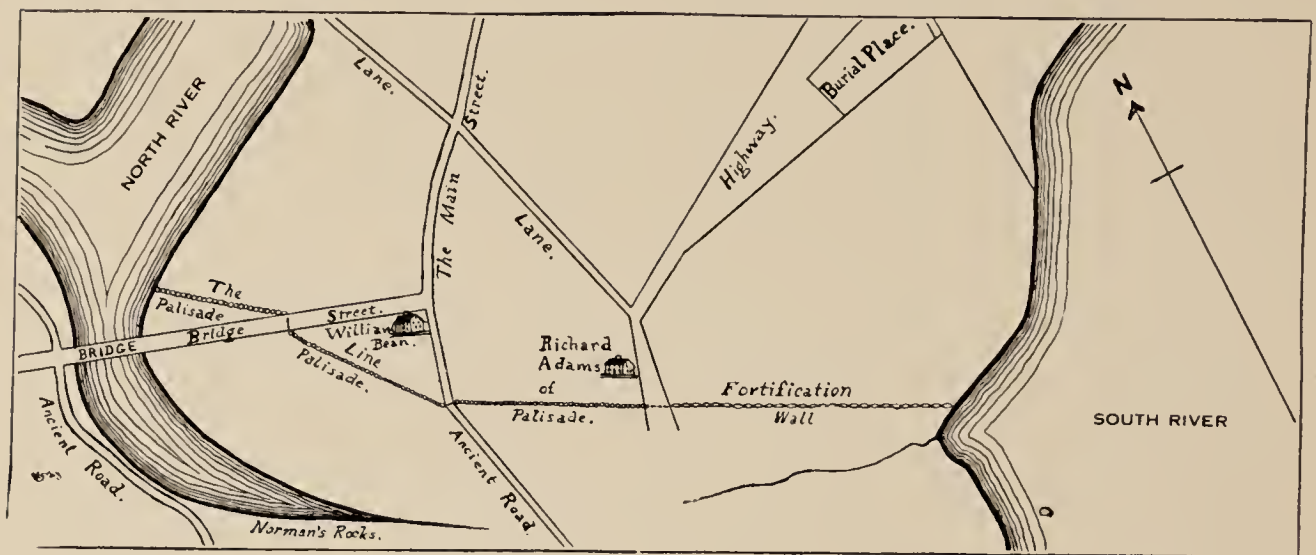 NORTH RIVER
Lane.
Street.
The Main
Lane.
Highway.
Burial Place.
N
The
Palisade
Bridge
Street.
BRIDGE
William
Bean.
Line
Palisade.
Richard
Adams
of
Palisade.
Fortification
Wall
SOUTH RIVER
Ancient Road.
Ancient Road.
Norman's Rocks.